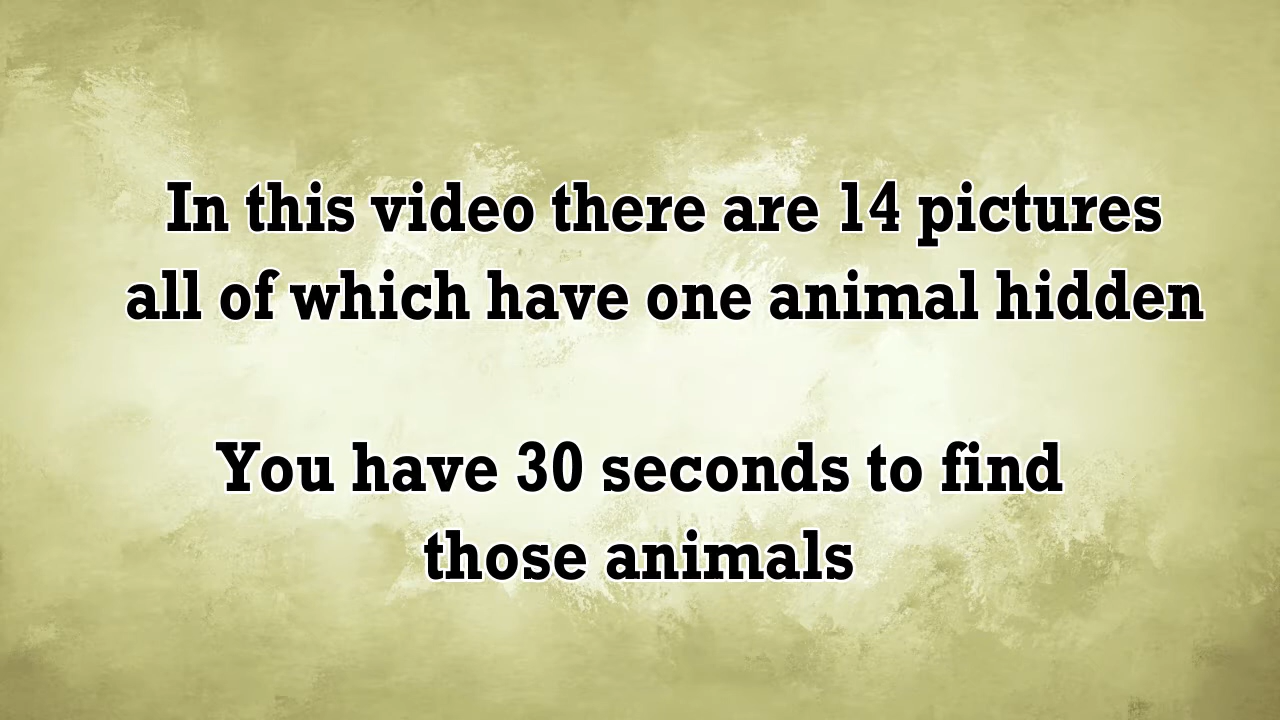 In this video there are 14 pictures
all of which have one animal hidden
You have 30 seconds to find
those animals